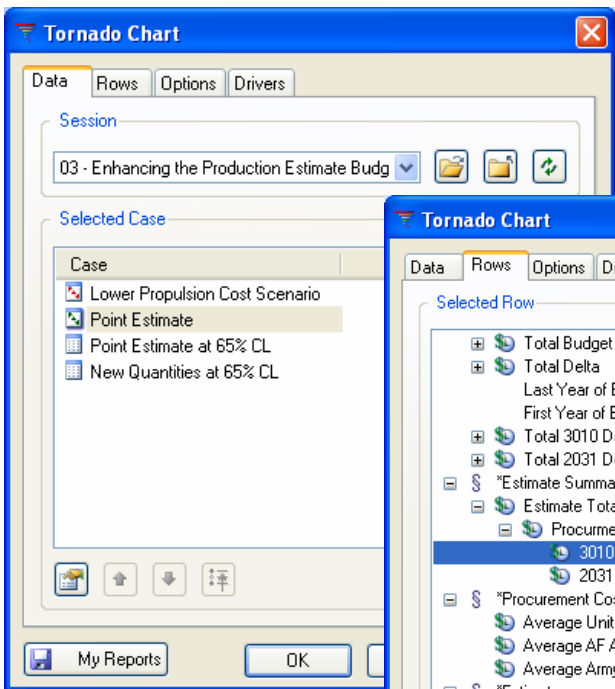 Tornado Chart
Data Rows Options Drivers
Session
03 - Enhancing the Production Estimate Budg
Selected Case
Case
Lower Propulsion Cost Scenario
Point Estimate
Point Estimate at 65% CL
New Quantities at 65% CL
My Reports
OK
Tornado Chart
Data Rows Options D
Selected Row
Total Budget
Total Delta
Last Year of
First Year of
Total 3010 D
Total 2031 D
*Estimate Summa
Estimate Tota
Procurme
3010
2031
*Procurement Co
Average Unit
Average AF A
Average Army